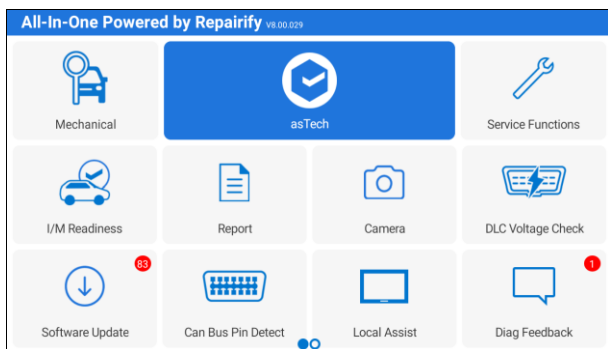 All-In-One Powered by Repairify V8.00.029
Mechanical
asTech
Service Functions
I/M Readiness
Report
Camera
DLC Voltage Check
83
1
Software Update
Can Bus Pin Detect
Local Assist
Diag Feedback